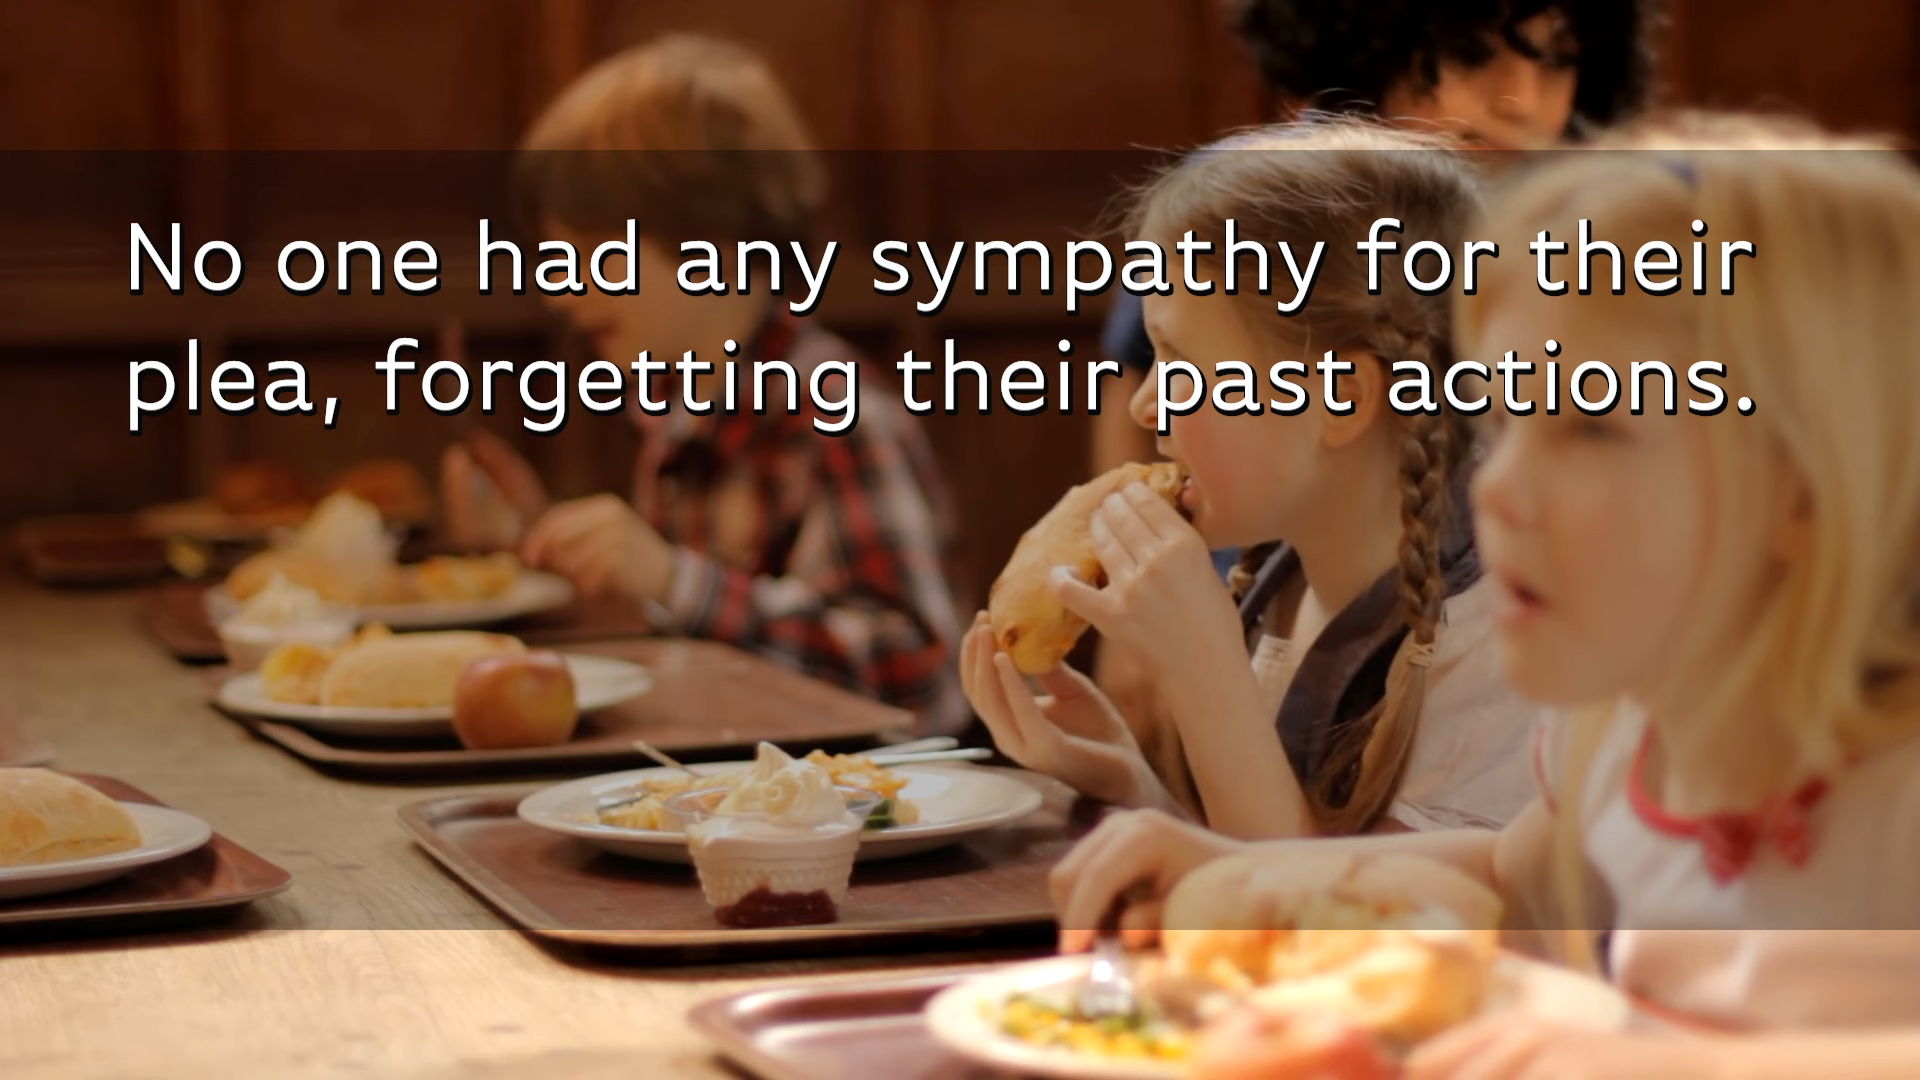 No one had any sympathy for their
plea, forgetting their past actions.